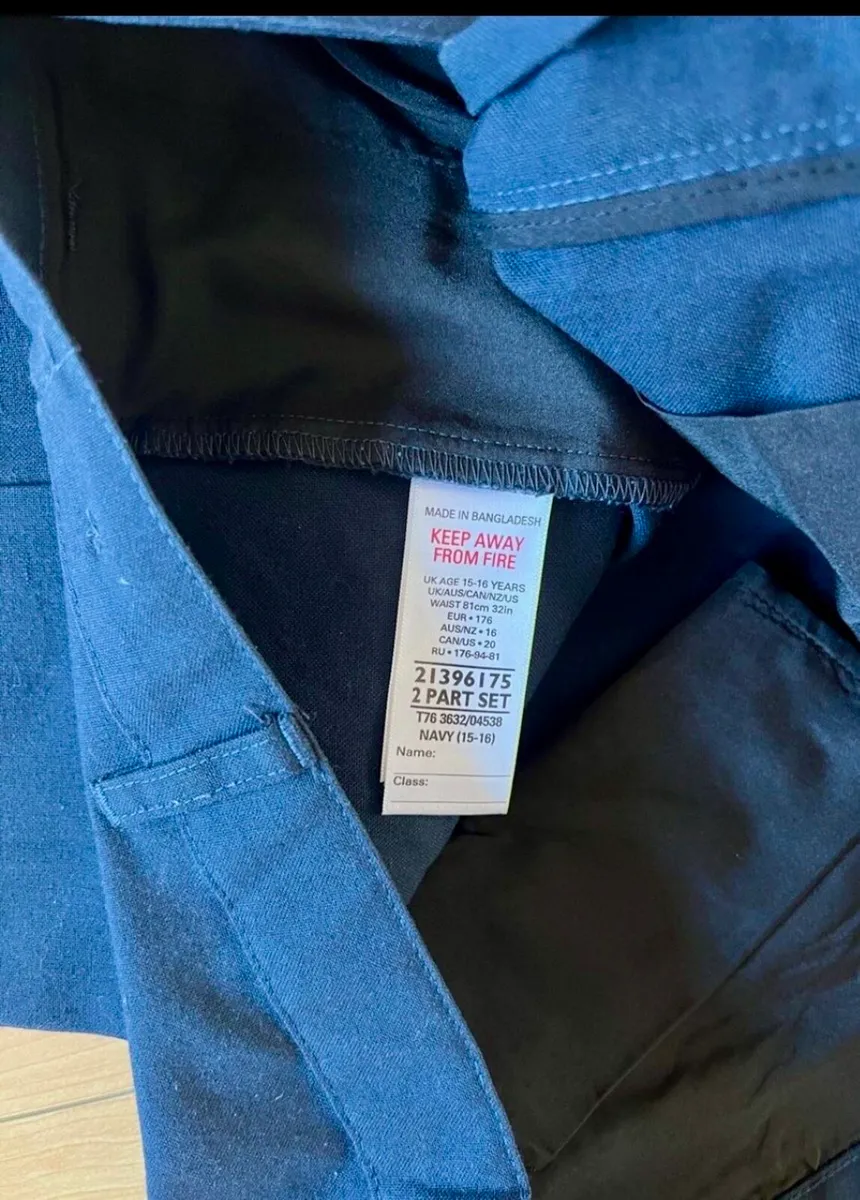 MADE IN BANGLADESH
KEEP AWAY
FROM FIRE
UK AGE 15-16 YEARS
UK/AUS/CAN/NZ/US
WAIST 81cm 32in
EUR • 176
AUS/NZ • 16
CAN/US • 20
RU • 176-94-81
21396175
2 PART SET
T76 3632/04538
NAVY (15-16)
Name:
Class: